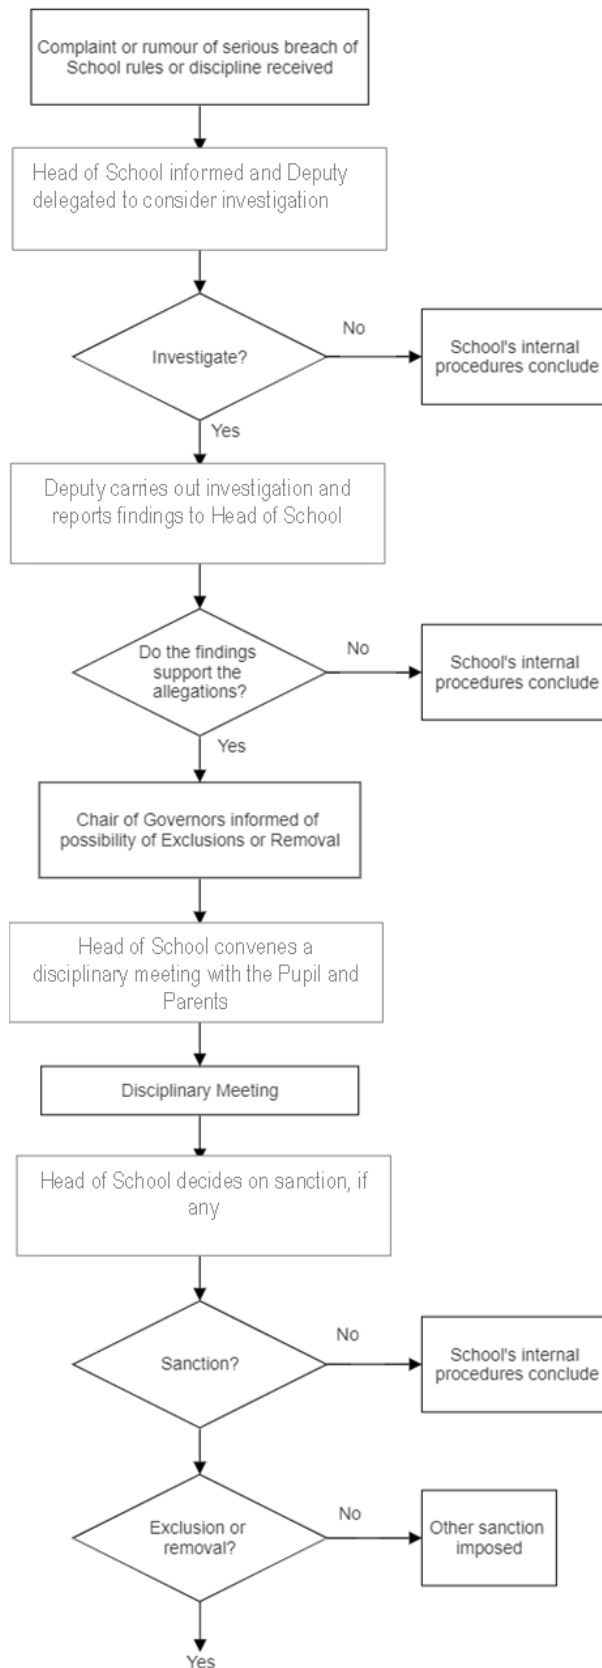 Complaint or rumour of serious breach of
School rules or discipline received
Head of School informed and Deputy
delegated to consider investigation
Investigate?
No
School's internal
procedures conclude
Yes
Deputy carries out investigation and
reports findings to Head of School
Do the findings
support the
allegations?
No
School's internal
procedures conclude
Yes
Chair of Governors informed of
possibility of Exclusions or Removal
Head of School convenes a
disciplinary meeting with the Pupil and
Parents
Disciplinary Meeting
Head of School decides on sanction, if
any
Sanction?
No
School's internal
procedures conclude
Exclusion or
removal?
No
Other sanction
imposed
Yes